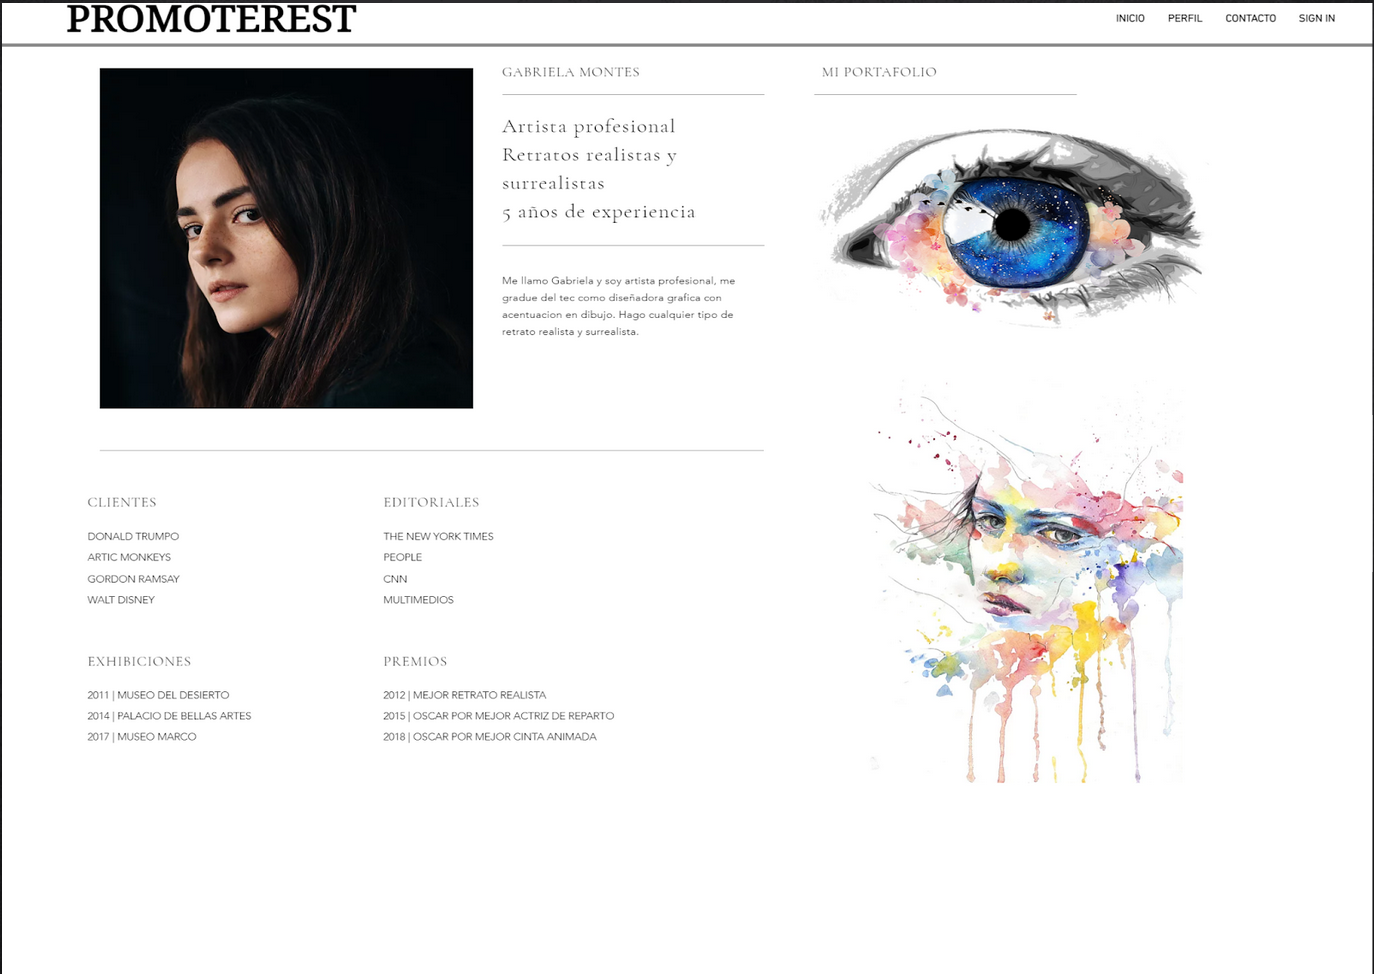 PROMOTEREST
INICIO
PERFIL
CONTACTO
SIGN IN
GABRIELA MONTES
Artista profesional
Retratos realistas y
surrealistas
5 años de experiencia
Me llamo Gabriela y soy artista profesional, me
gradue del tec como diseñadora grafica con
acentuacion en dibujo. Hago cualquier tipo de
retrato realista y surrealista.
MI PORTAFOLIO
CLIENTES
DONALD TRUMPO
ARTIC MONKEYS
GORDON RAMSAY
WALT DISNEY
EDITORIALES
THE NEW YORK TIMES
PEOPLE
CNN
MULTIMEDIOS
EXHIBICIONES
2011 | MUSEO DEL DESIERTO
2014 | PALACIO DE BELLAS ARTES
2017 | MUSEO MARCO
PREMIOS
2012 | MEJOR RETRATO REALISTA
2015 | OSCAR POR MEJOR ACTRIZ DE REPARTO
2018 | OSCAR POR MEJOR CINTA ANIMADA
1